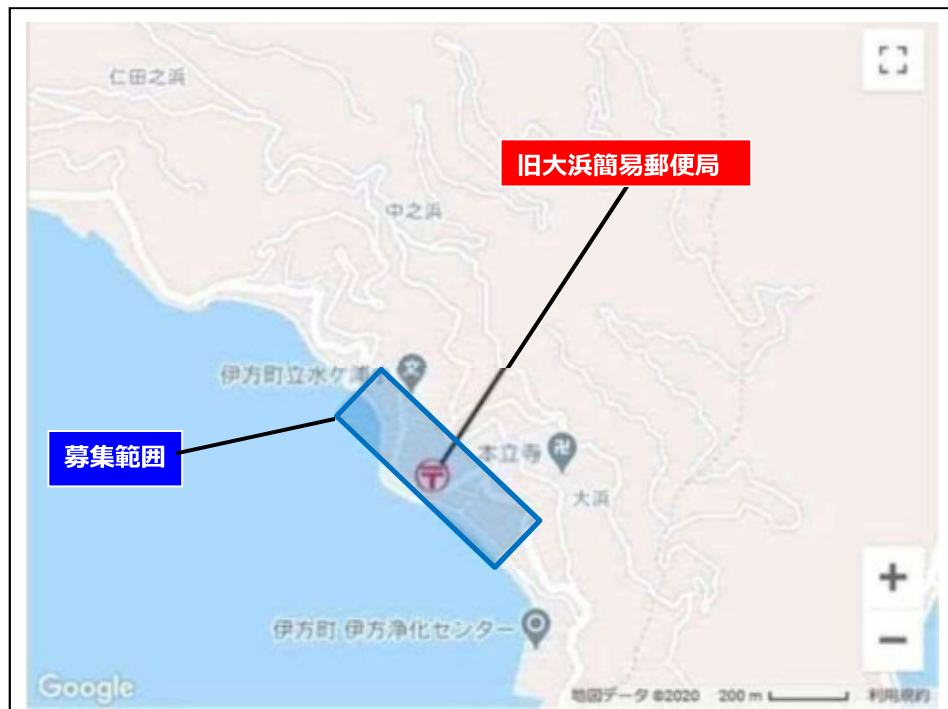 仁田之浜
旧大浜簡易郵便局
中之浜
伊方町立水ケ浦
募集範囲
本立寺
大浜
伊方町 伊方浄化センター
Google
地図データ ©2020 200 m 利用規約